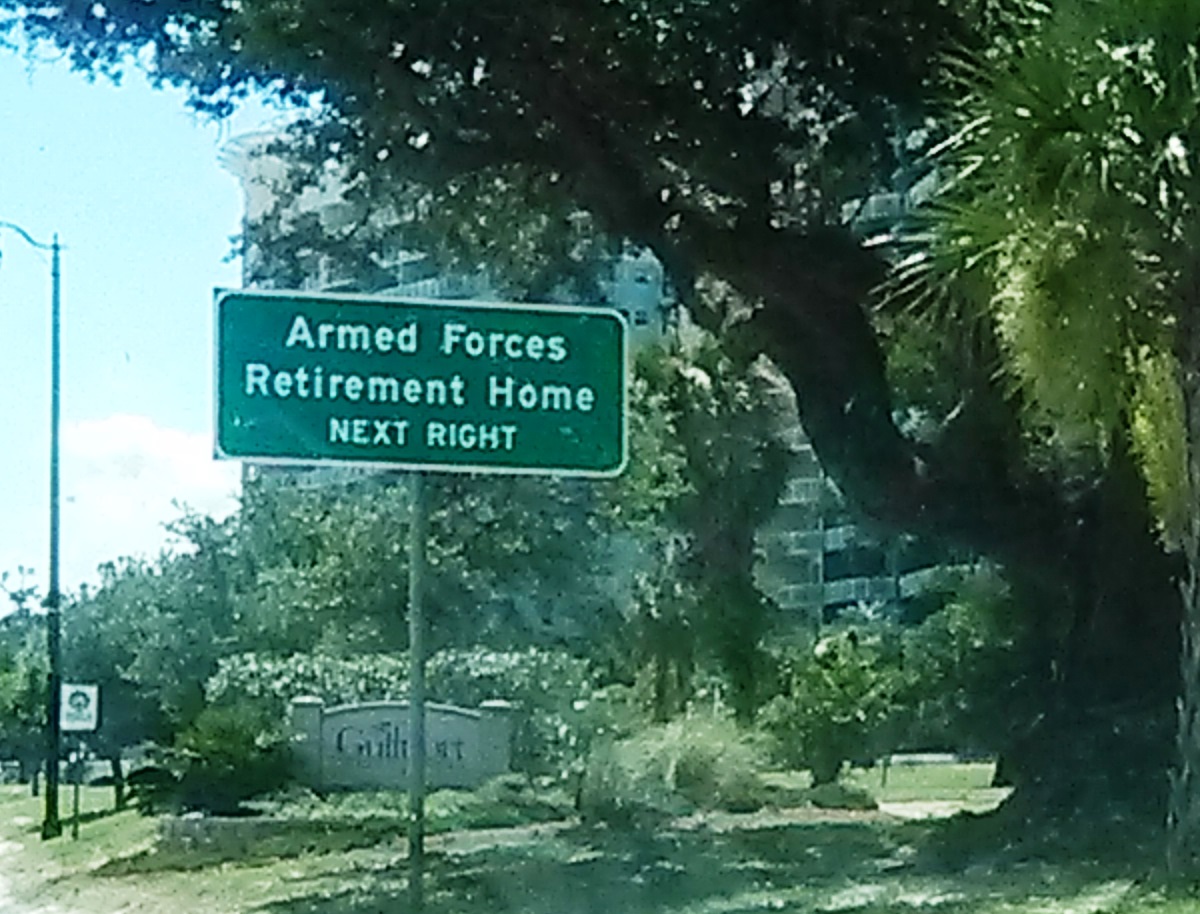 Armed Forces
Retirement Home
NEXT RIGHT